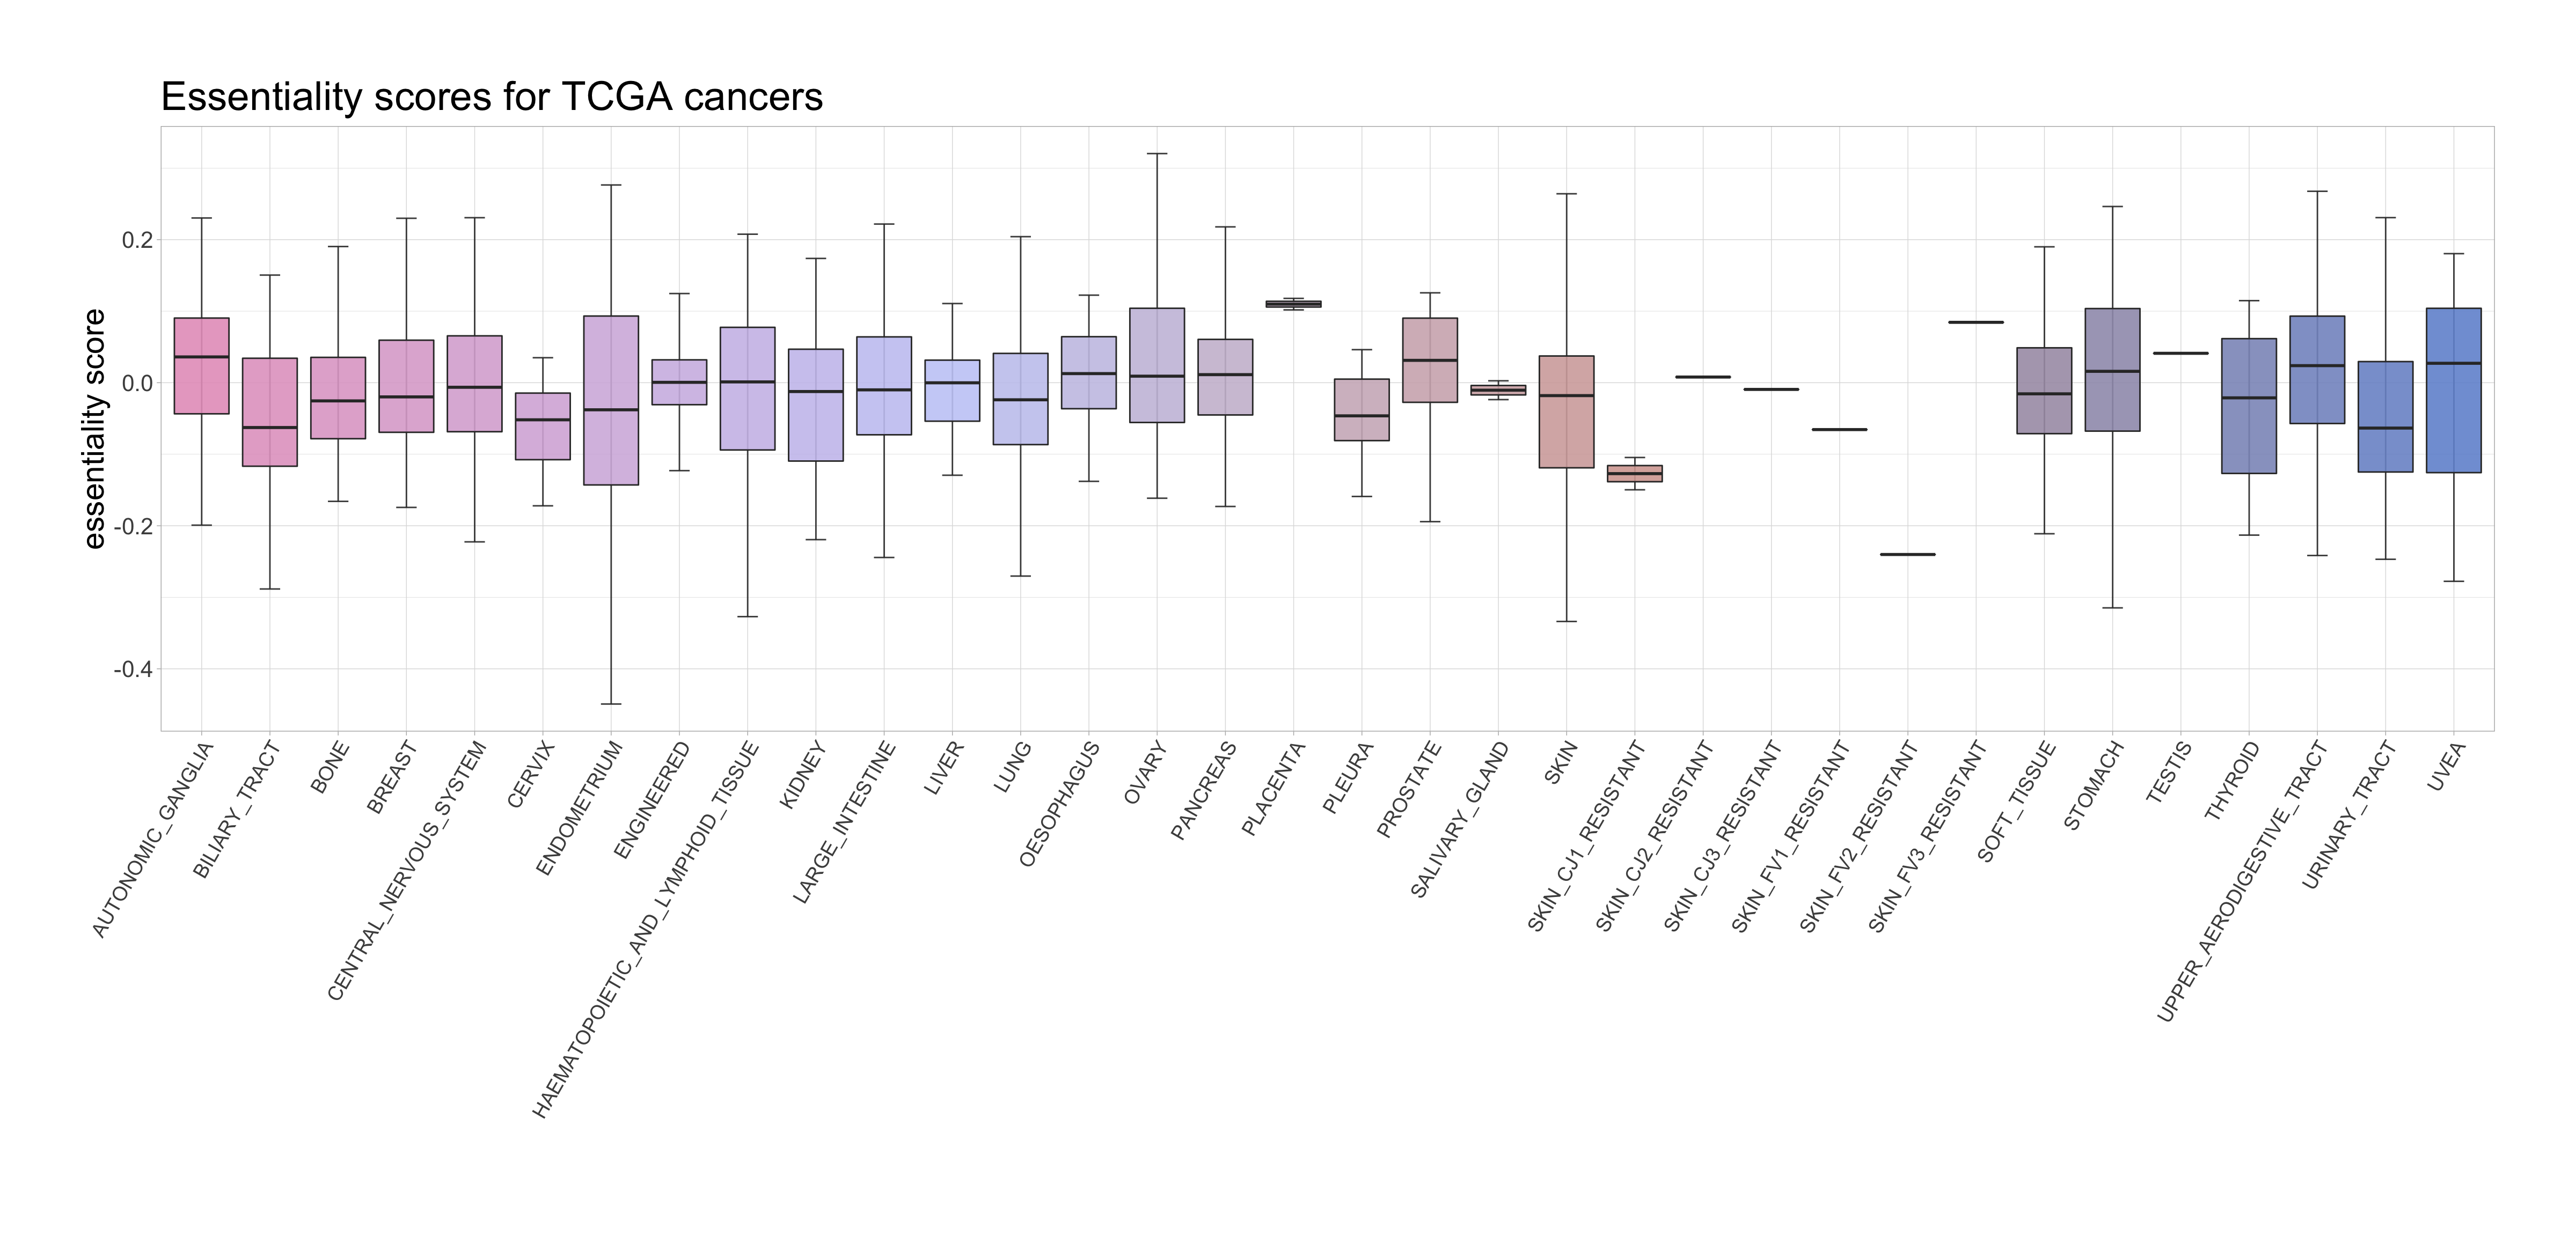 Essentiality scores for TCGA cancers
essentiality score
0.2
0.0
-0.2
-0.4
AUTONOMIC_GANGLIA
BILIARY_TRACT
BONE
BREAST
CENTRAL_NERVOUS_SYSTEM
CERVIX
ENDOMETRIUM
ENGINEERED
HAEMATOPOIETIC_AND_LYMPHOID_TISSUE
KIDNEY
LARGE_INTESTINE
LIVER
LUNG
OESOPHAGUS
OVARY
PANCREAS
PLACENTA
PLEURA
PROSTATE
SALIVARY_GLAND
SKIN
SKIN_CJ1_RESISTANT
SKIN_CJ2_RESISTANT
SKIN_CJ3_RESISTANT
SKIN_FV1_RESISTANT
SKIN_FV2_RESISTANT
SKIN_FV3_RESISTANT
SOFT_TISSUE
STOMACH
TESTIS
THYROID
UPPER_AERODIGESTIVE_TRACT
URINARY_TRACT
UVEA